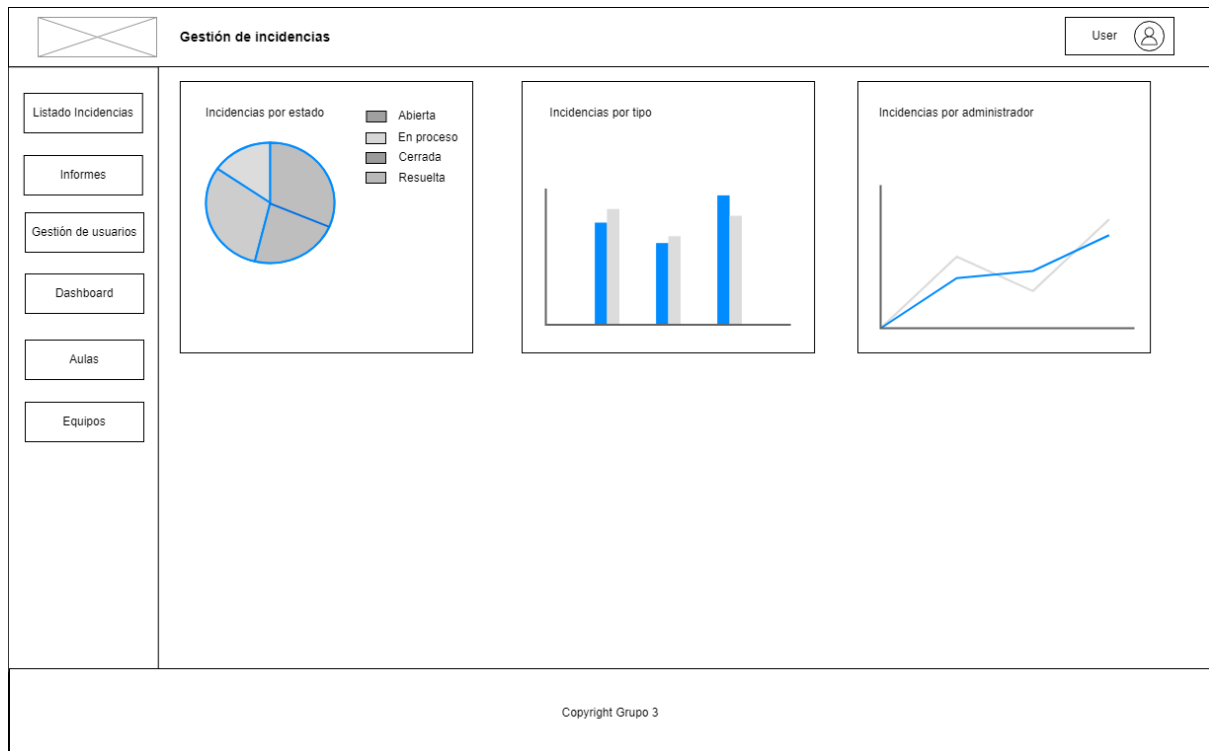 Gestión de incidencias
User
Listado Incidencias
Informes
Gestión de usuarios
Dashboard
Aulas
Equipos
Incidencias por estado
Abierta
En proceso
Cerrada
Resuelta
Incidencias por tipo
Incidencias por administrador
Copyright Grupo 3